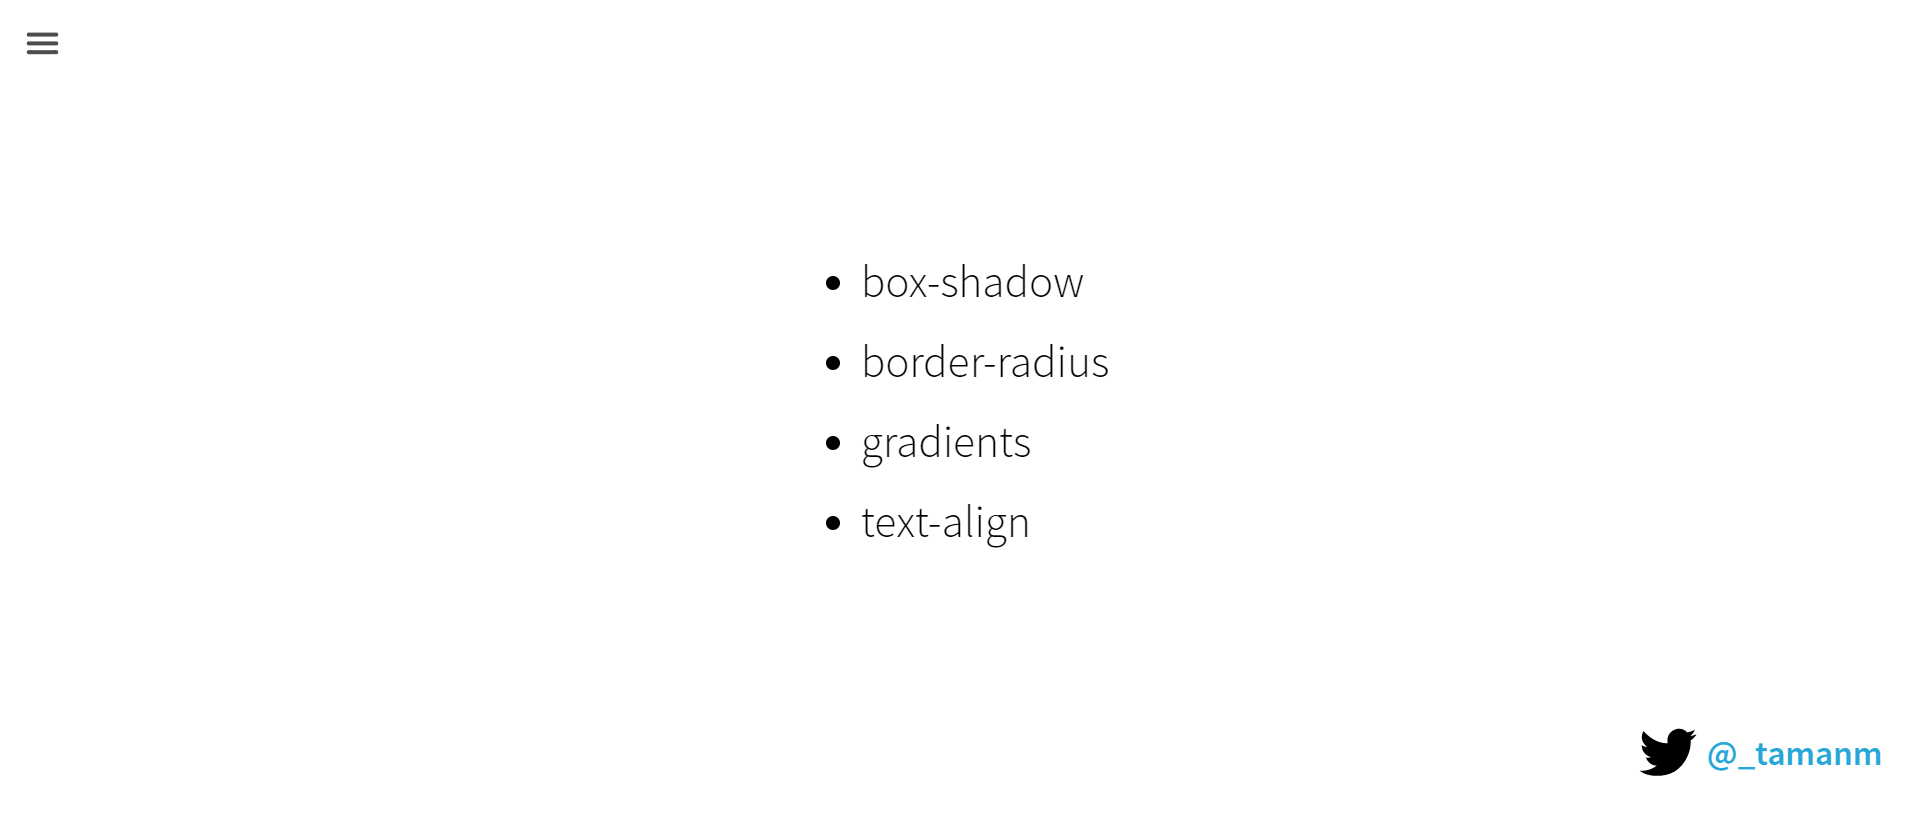 box-shadow
border-radius
gradients
text-align
@_tamanm